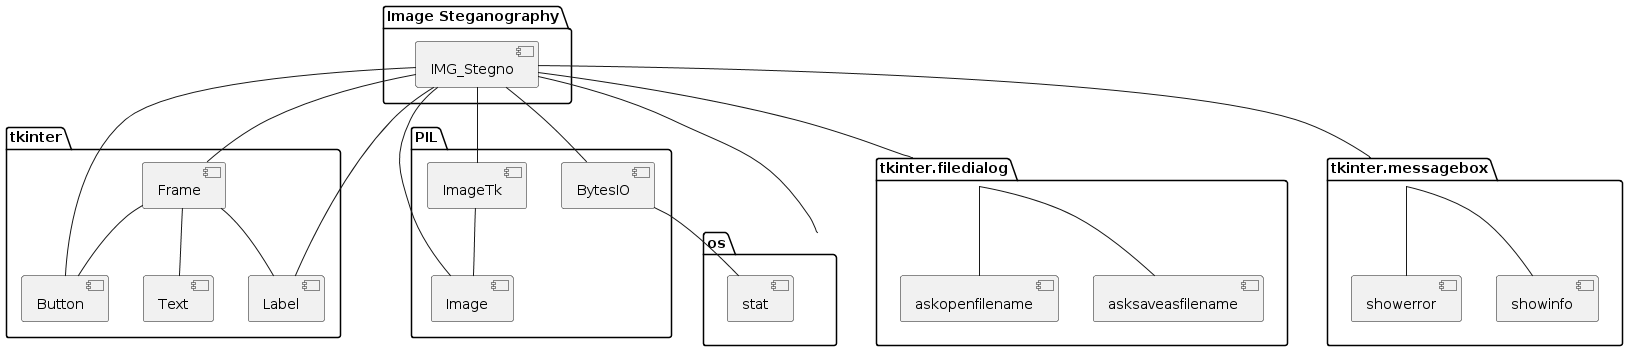 Image Steganography
IMG_Stegno
tkinter
Frame
Button
Text
Label
PIL
ImageTk
BytesIO
Image
os
stat
tkinter.filedialog
askopenfilename
asksaveasfilename
tkinter.messagebox
showerror
showinfo